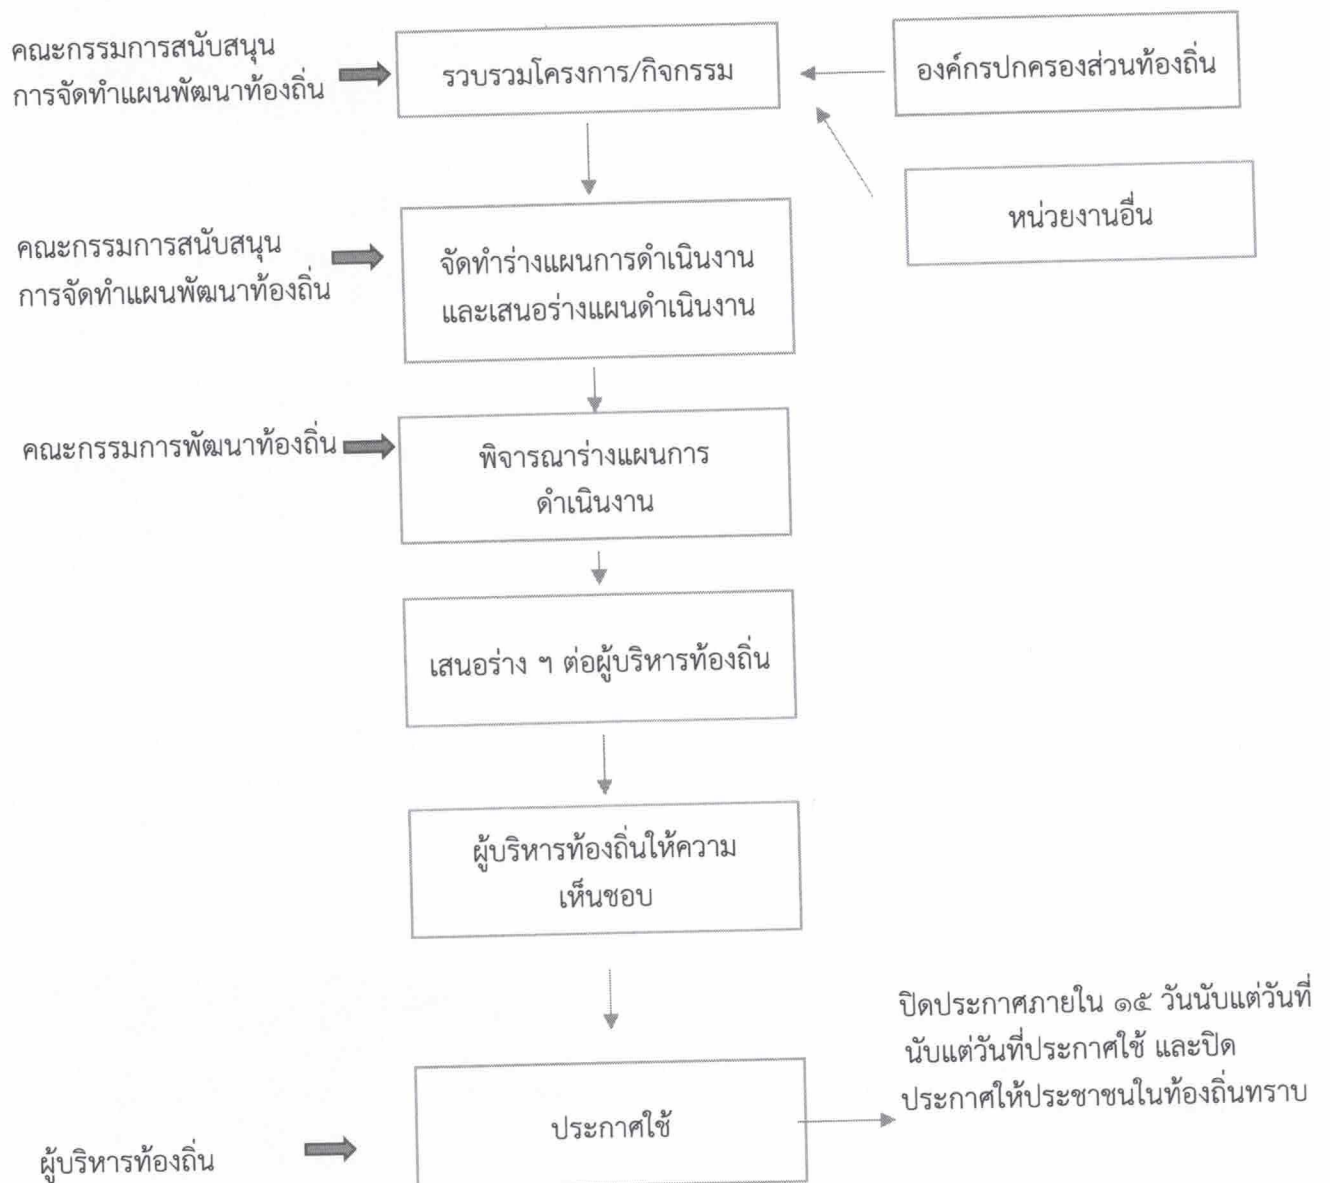 คณะกรรมการสนับสนุน
การจัดทำแผนพัฒนาท้องถิ่น
รวบรวมโครงการ/กิจกรรม
องค์กรปกครองส่วนท้องถิ่น
หน่วยงานอื่น
คณะกรรมการสนับสนุน
การจัดทำแผนพัฒนาท้องถิ่น
จัดทำร่างแผนการดำเนินงาน
และเสนอร่างแผนดำเนินงาน
คณะกรรมการพัฒนาท้องถิ่น
พิจารณาร่างแผนการ
ดำเนินงาน
เสนอร่าง ฯ ต่อผู้บริหารท้องถิ่น
ผู้บริหารท้องถิ่นให้ความ
เห็นชอบ
ผู้บริหารท้องถิ่น
ประกาศใช้
ปิดประกาศภายใน ๑๕ วันนับแต่วันที่
นับแต่วันที่ประกาศใช้ และปิด
ประกาศให้ประชาชนในท้องถิ่นทราบ